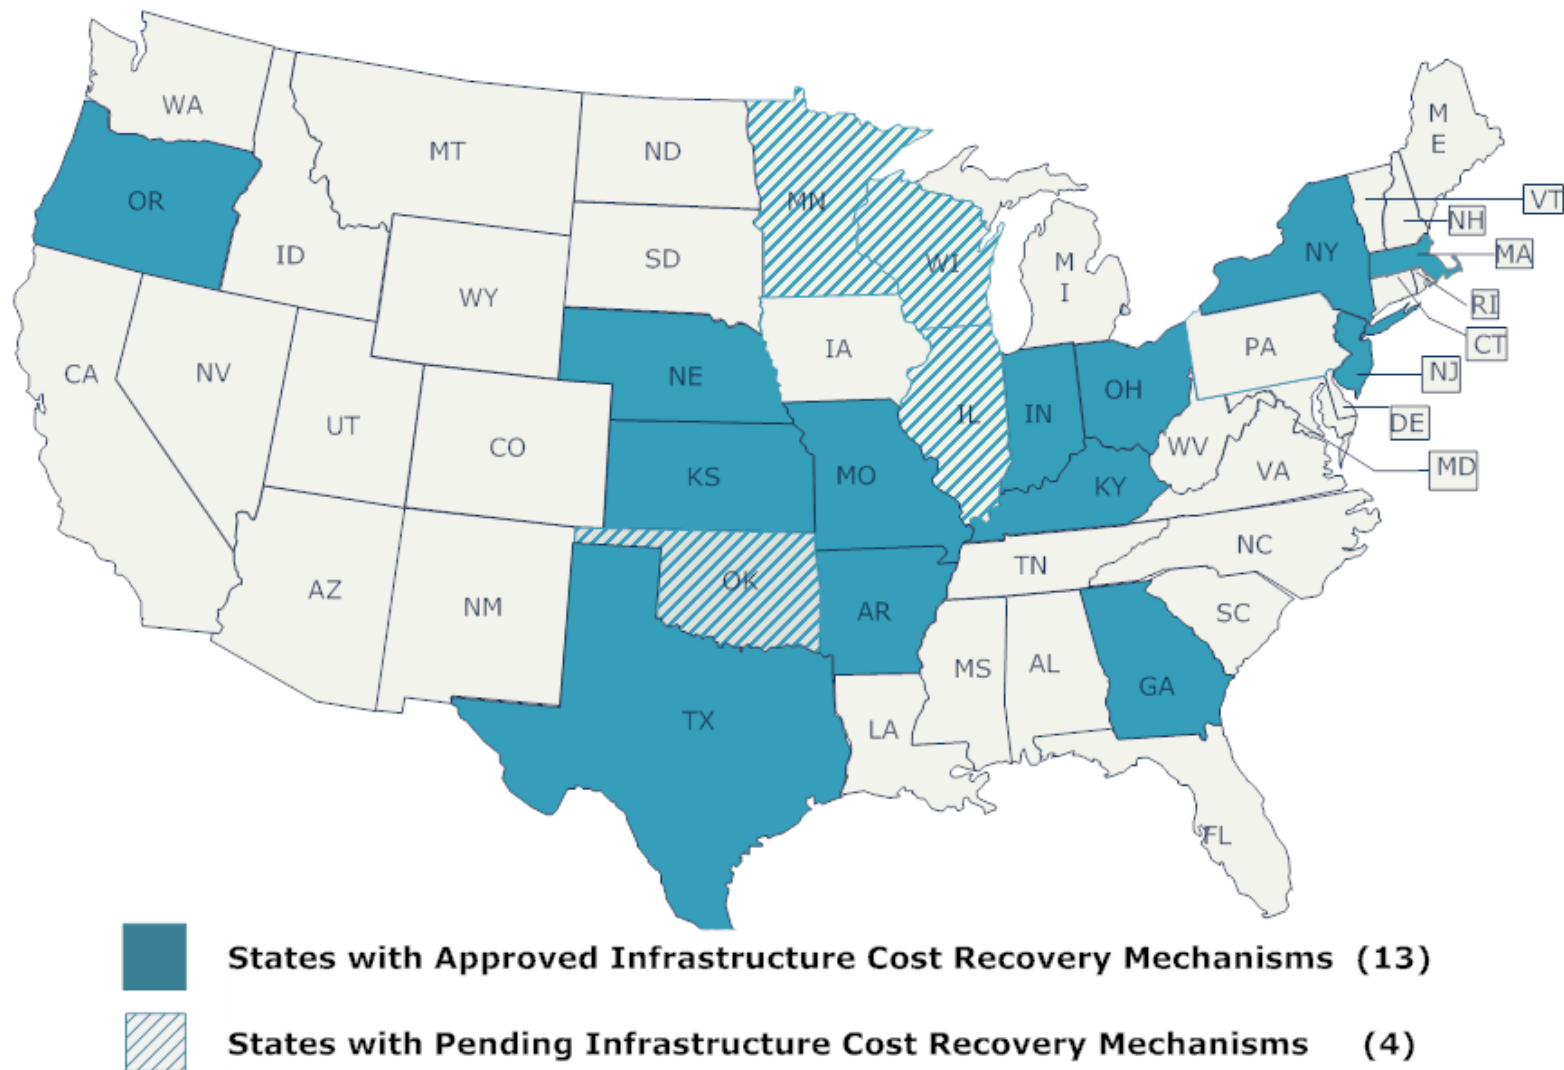 WA
MT
ND
M
E
OR
MN
VT
NH
ID
SD
WI
M
I
NY
MA
WY
RI
IA
PA
CT
CA
NV
NE
OH
NJ
UT
CO
IL
IN
DE
WV
MD
KS
MO
KY
VA
AZ
NM
OK
AR
TN
NC
SC
MS
AL
GA
TX
LA
FL
States with Approved Infrastructure Cost Recovery Mechanisms (13)
States with Pending Infrastructure Cost Recovery Mechanisms (4)